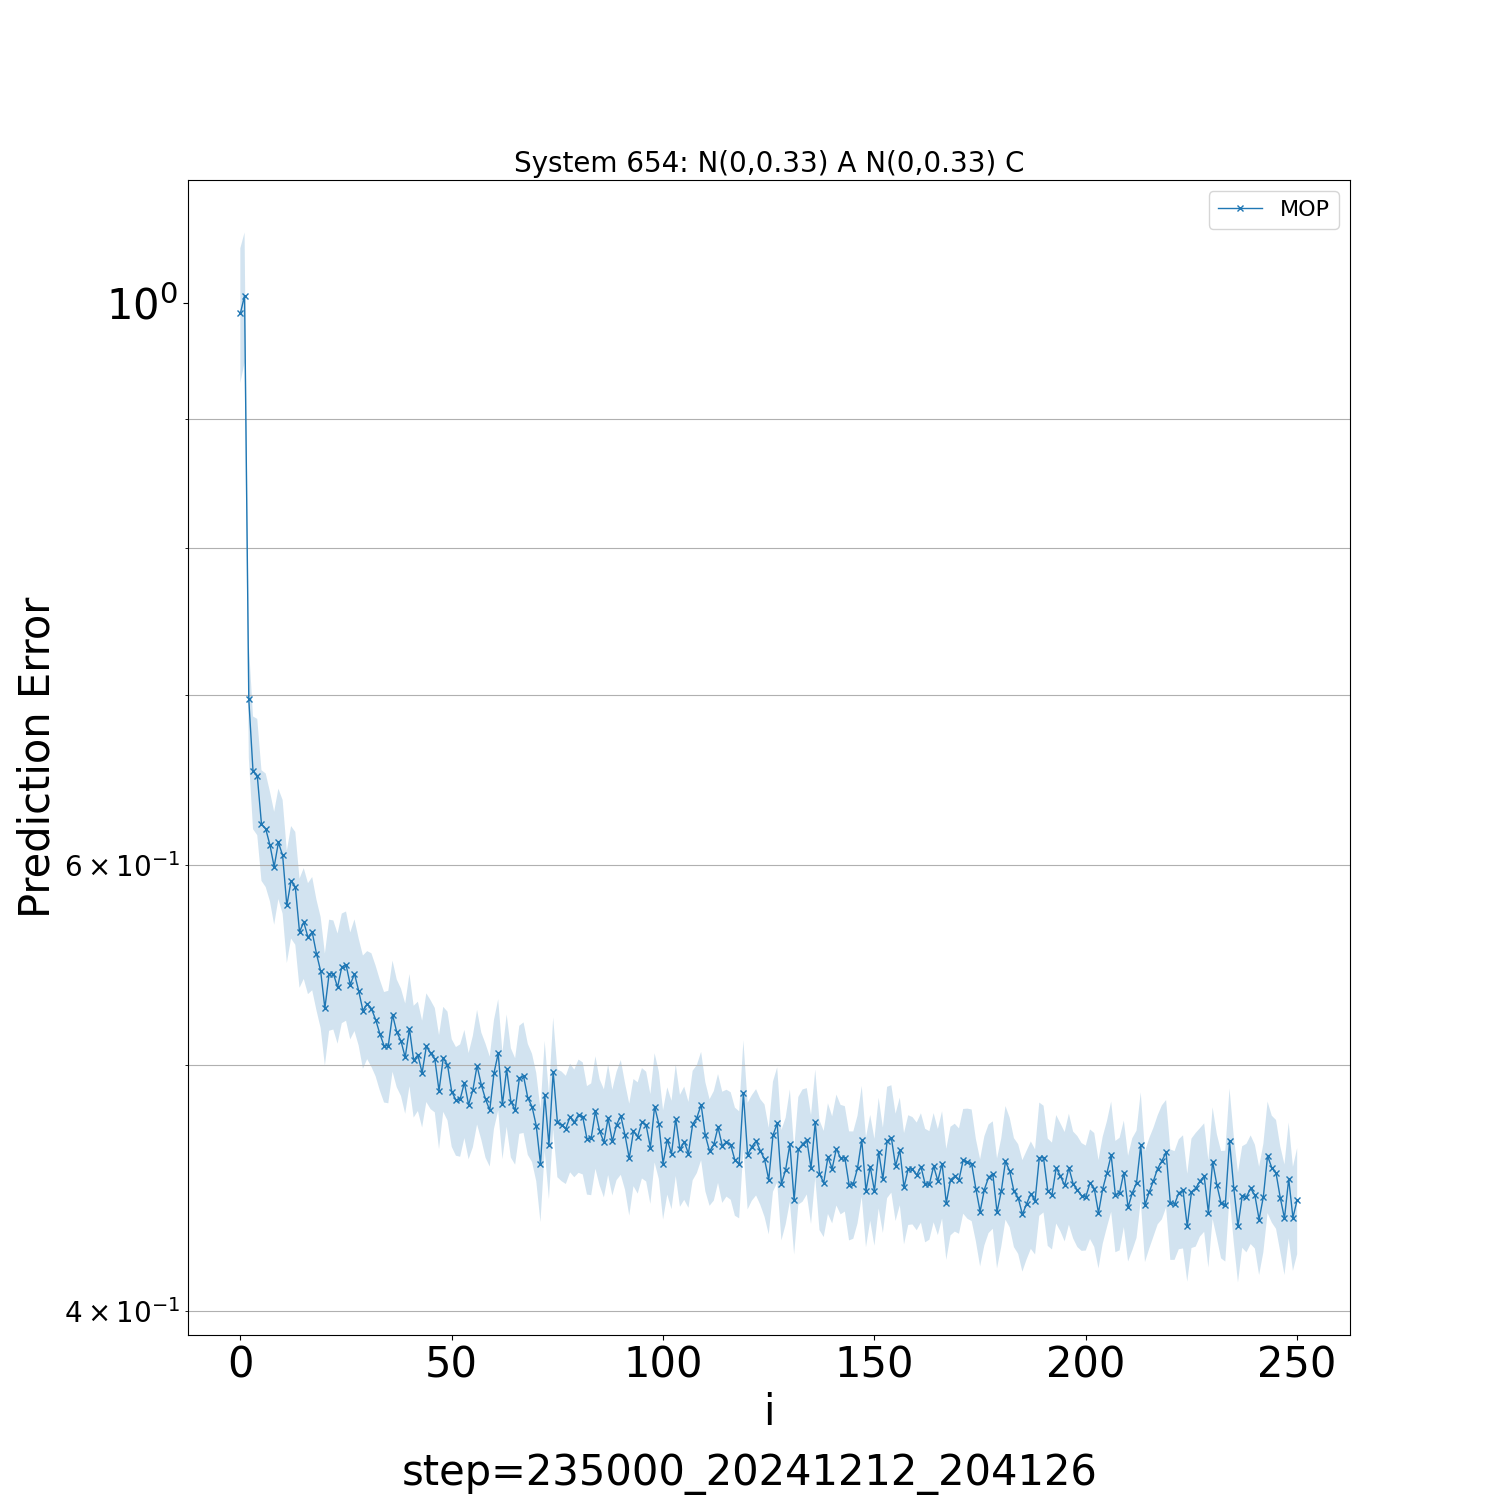 System 654: N(0,0.33) A N(0,0.33) C
MOP
10⁰
6 × 10⁻¹
4 × 10⁻¹
Prediction Error
0 50 100 150 200 250
i
step=235000_20241212_204126